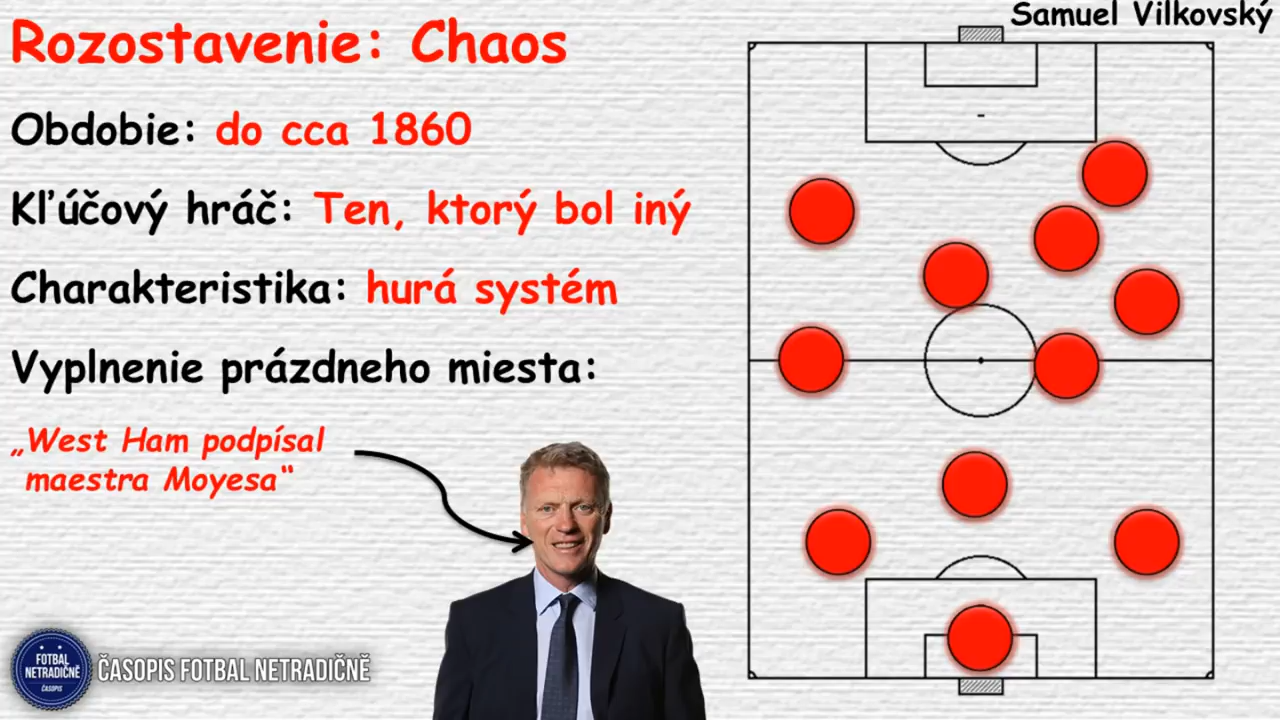 Samuel Vilkovský
Rozostavenie: Chaos
Obdobie: do cca 1860
Kľúčový hráč: Ten, ktorý bol iný
Charakteristika: hurá systém
Vyplnenie prázdneho miesta:
„West Ham podpísal
maestra Moyesa“
FOTBAL
NETRADIČNĚ
ČASOPIS
ČASOPIS FOTBAL NETRADIČNĚ